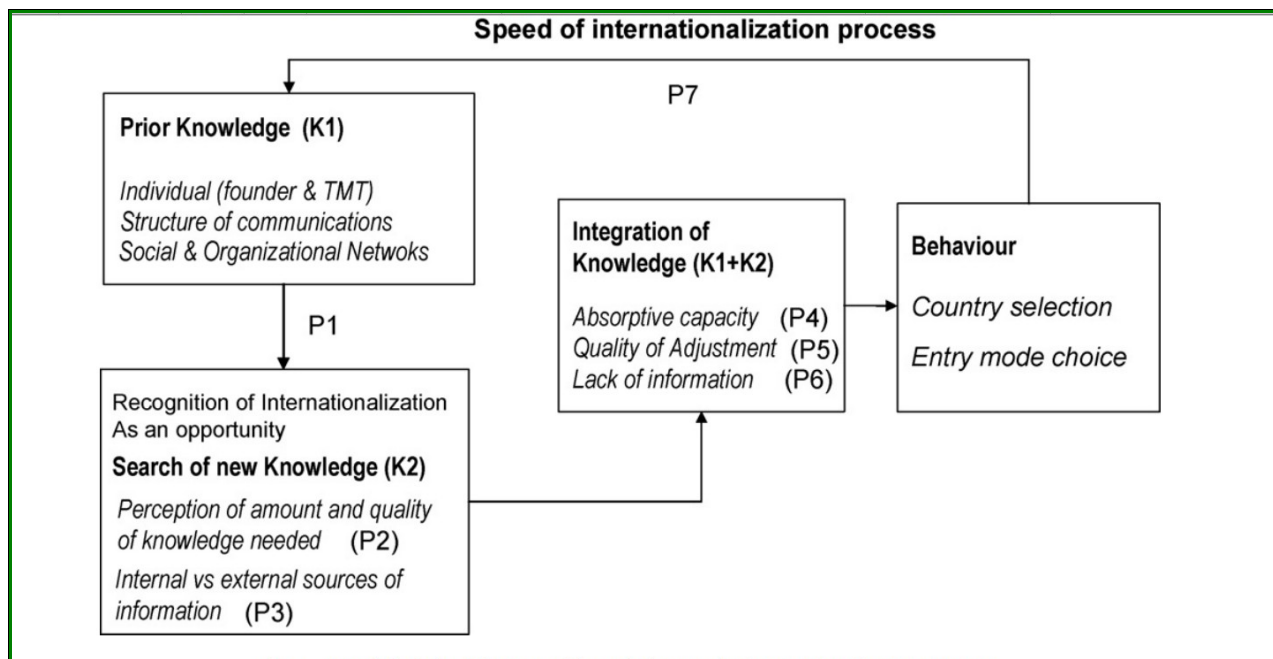 Speed of internationalization process
P7
Prior Knowledge (K1)
Individual (founder & TMT)
Structure of communications
Social & Organizational Netwoks
P1
Recognition of Internationalization
As an opportunity
Search of new Knowledge (K2)
Perception of amount and quality
of knowledge needed (P2)
Internal vs external sources of
information (P3)
Integration of
Knowledge (K1+K2)
Absorptive capacity (P4)
Quality of Adjustment (P5)
Lack of information (P6)
Behaviour
Country selection
Entry mode choice